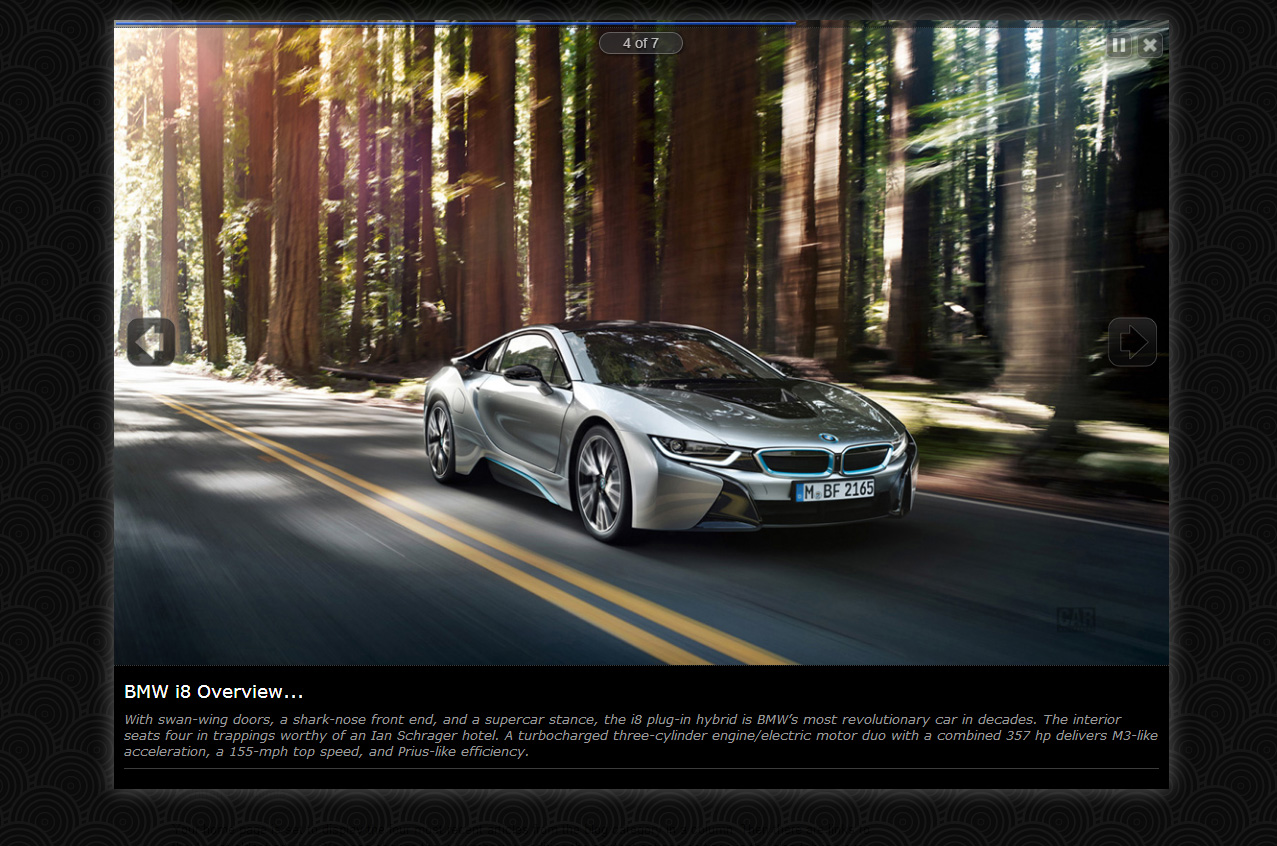 4 of 7
M BF 2165
CAR
BMW i8 Overview...
With swan-wing doors, a shark-nose front end, and a supercar stance, the i8 plug-in hybrid is BMW’s most revolutionary car in decades. The interior
seats four in trappings worthy of an Ian Schrager hotel. A turbocharged three-cylinder engine/electric motor duo with a combined 357 hp delivers M3-like
acceleration, a 155-mph top speed, and Prius-like efficiency.